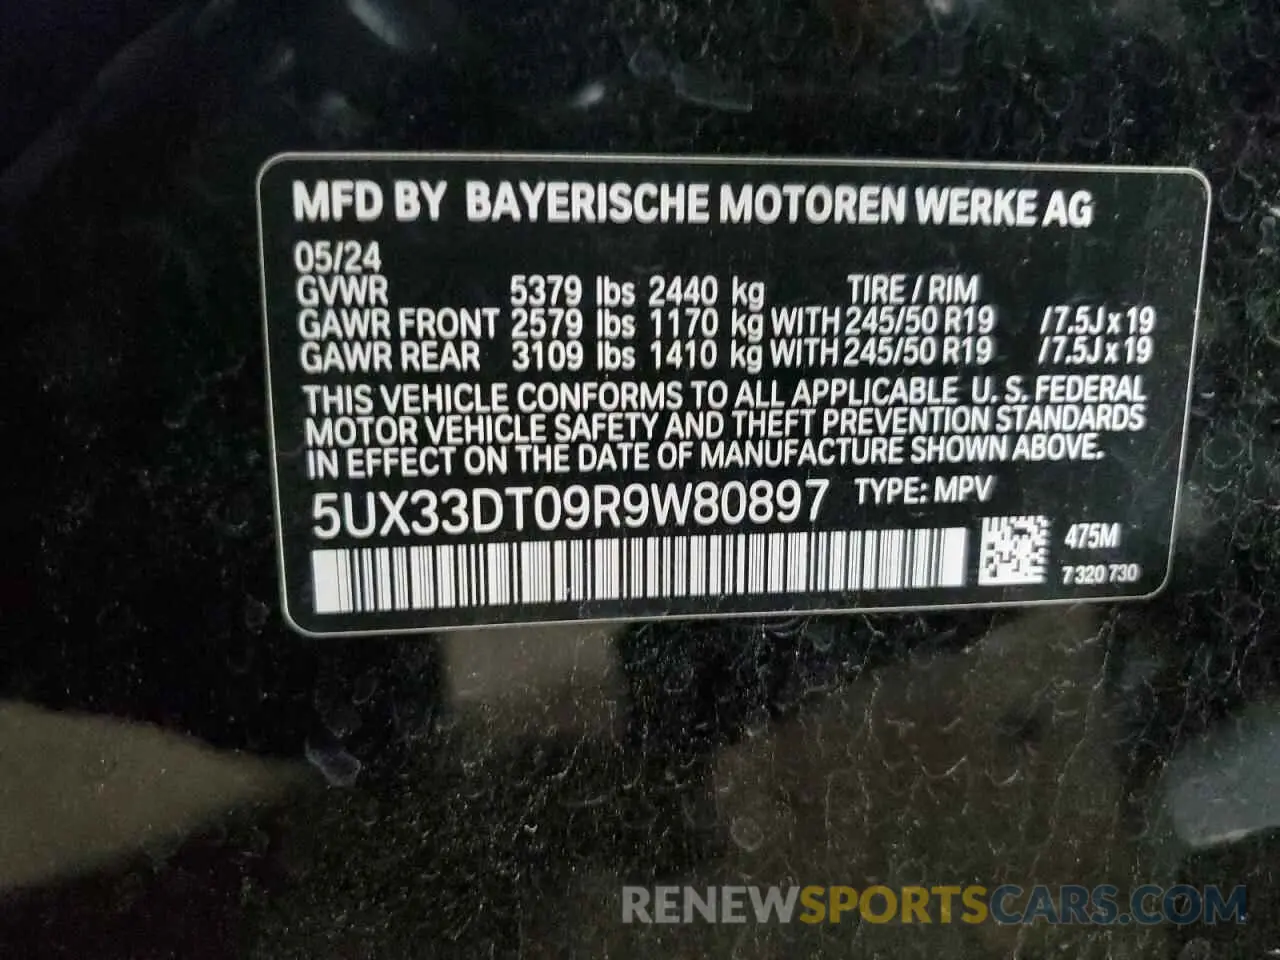 MFD BY BAYERISCHE MOTOREN WERKE AG
05/24
GVWR 5379 lbs 2440 kg TIRE / RIM
GAWR FRONT 2579 lbs 1170 kg WITH 245/50 R19 /7.5J x 19
GAWR REAR 3109 lbs 1410 kg WITH 245/50 R19 /7.5J x 19
THIS VEHICLE CONFORMS TO ALL APPLICABLE U. S. FEDERAL
MOTOR VEHICLE SAFETY AND THEFT PREVENTION STANDARDS
IN EFFECT ON THE DATE OF MANUFACTURE SHOWN ABOVE.
5UX33DT09R9W80897 TYPE: MPV
475M
7 320 730
RENEWSPORTSCARS.COM